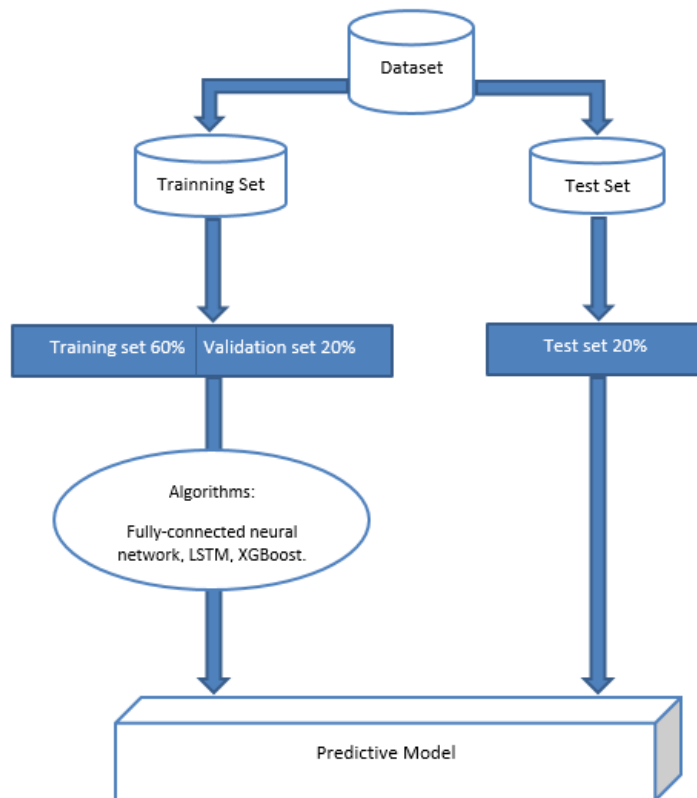 Dataset
Trainning Set
Test Set
Training set 60%
Validation set 20%
Test set 20%
Algorithms:
Fully-connected neural
network, LSTM, XGBoost.
Predictive Model